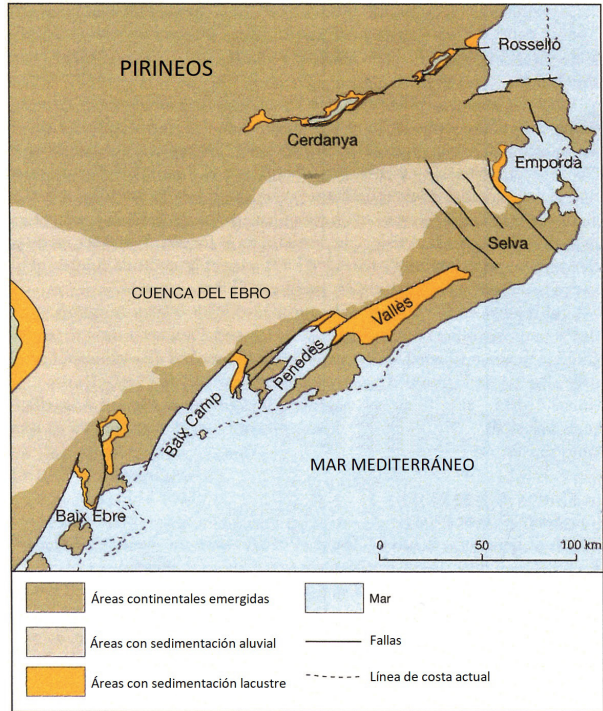 Rosselló
PIRINEOS
Cerdanya
Empordà
Selva
CUENCA DEL EBRO
Vallès
Penedès
Baix Camp
MAR MEDITERRÁNEO
Baix Ebre
0 50 100 km
Áreas continentales emergidas
Mar
Áreas con sedimentación aluvial
Fallas
Áreas con sedimentación lacustre
Línea de costa actual